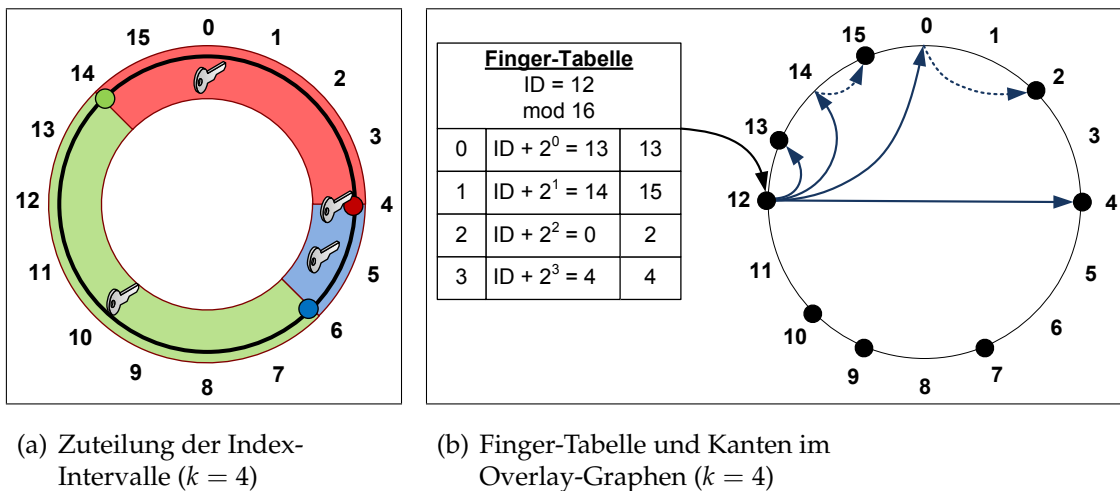 0
1
2
3
4
5
6
7
8
9
10
11
12
13
14
15
Finger-Tabelle
ID = 12
mod 16
0 ID + 2^0 = 13 13
1 ID + 2^1 = 14 15
2 ID + 2^2 = 0 2
3 ID + 2^3 = 4 4
0
1
2
3
4
5
6
7
8
9
10
11
12
13
14
15
(a) Zuteilung der Index-
Intervalle (k = 4)
(b) Finger-Tabelle und Kanten im
Overlay-Graphen (k = 4)